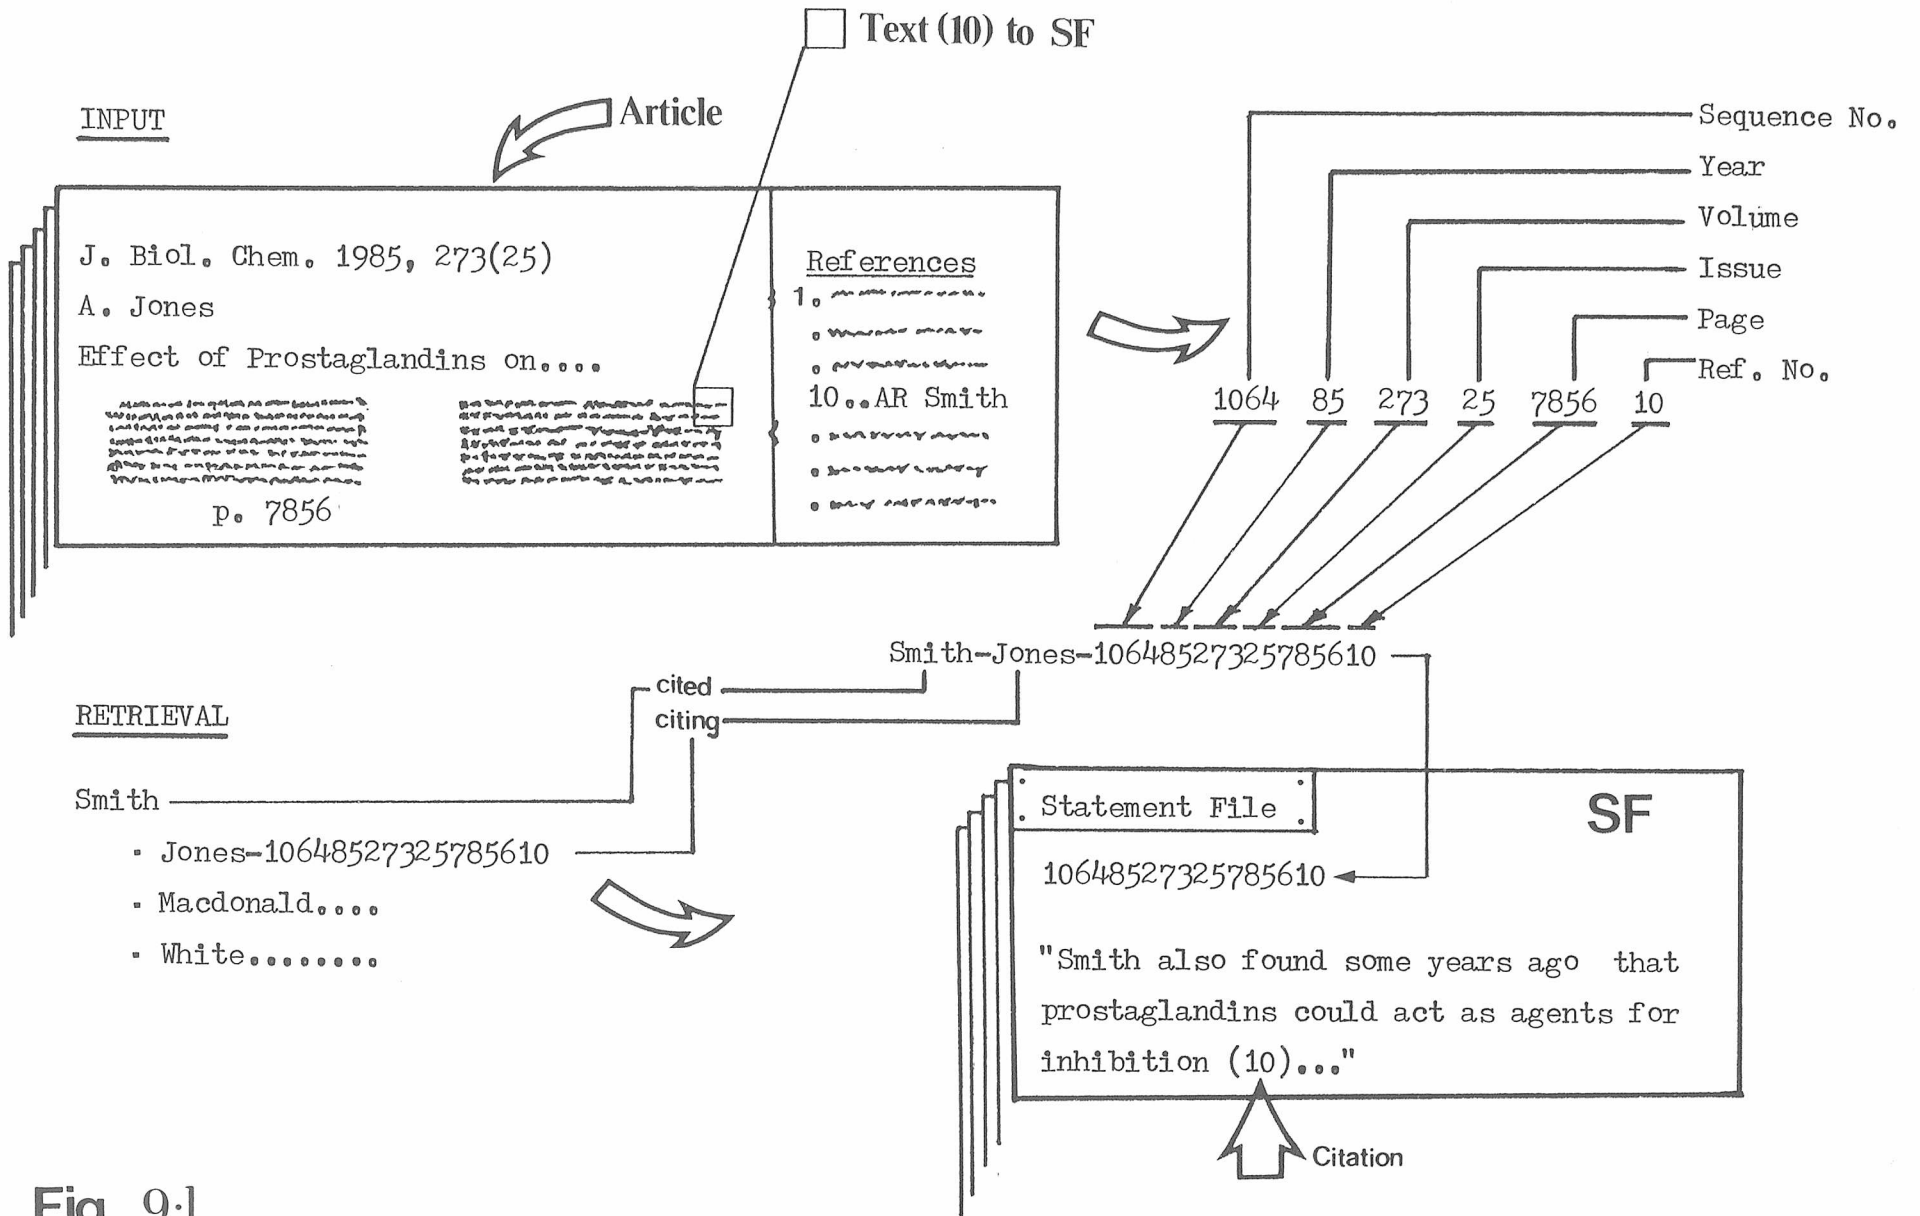 Text (10) to SF
INPUT
Article
J. Biol. Chem. 1985, 273(25)
A. Jones
Effect of Prostaglandins on....
p. 7856
References
1.
10..AR Smith
Sequence No.
Year
Volume
Issue
Page
Ref. No.
1064 85 273 25 7856 10
Smith-Jones-10648527325785610
cited
citing
RETRIEVAL
Smith
- Jones-10648527325785610
- Macdonald....
- White........
Statement File
SF
10648527325785610
"Smith also found some years ago that
prostaglandins could act as agents for
inhibition (10)..."
Citation
Fig 9.1